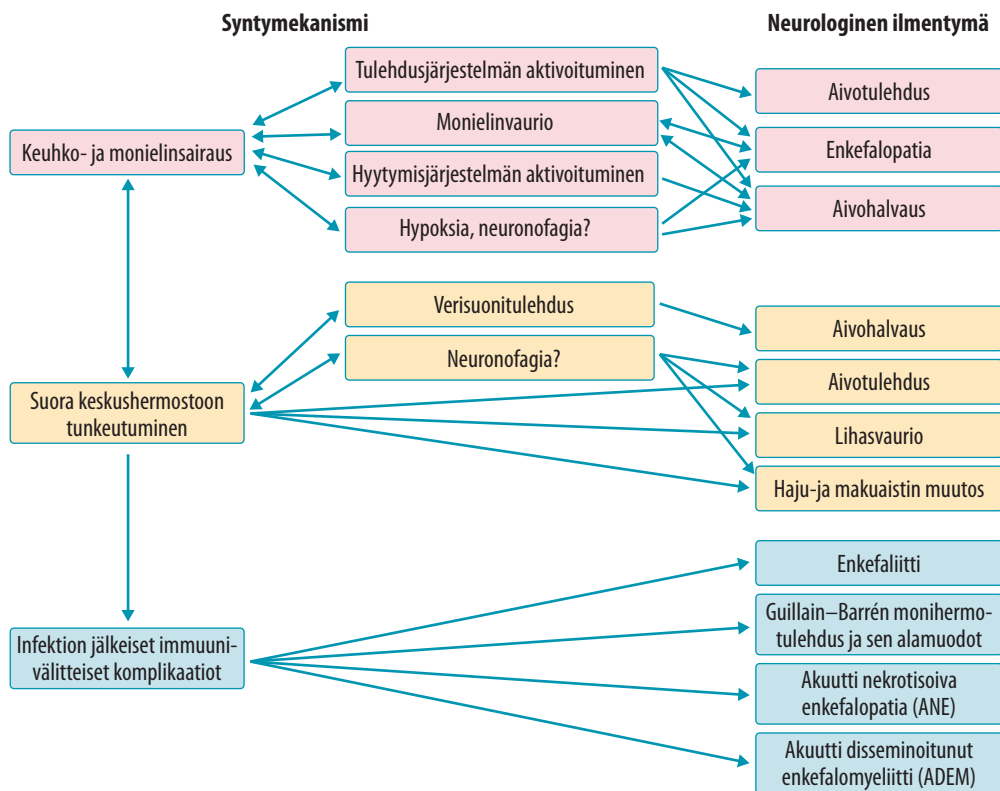 Syntymekanismi
Neurologinen ilmentymä
Keuhko- ja monielinsairaus
Tulehdusjärjestelmän aktivoituminen
Monielinvaurio
Hyytymisjärjestelmän aktivoituminen
Hypoksia, neuronofagia?
Aivotulehdus
Enkefalopatia
Aivohalvaus
Suora keskushermostoon
tunkeutuminen
Verisuonitulehdus
Neuronofagia?
Aivohalvaus
Aivotulehdus
Lihasvaurio
Haju-ja makuaistin muutos
Infektion jälkeiset immuuni-
välitteiset komplikaatiot
Enkefaliitti
Guillain–Barrén monihermo-
tulehdus ja sen alamuodot
Akuutti nekrotisoiva
enkefalopatia (ANE)
Akuutti disseminoitunut
enkefalomyeliitti (ADEM)